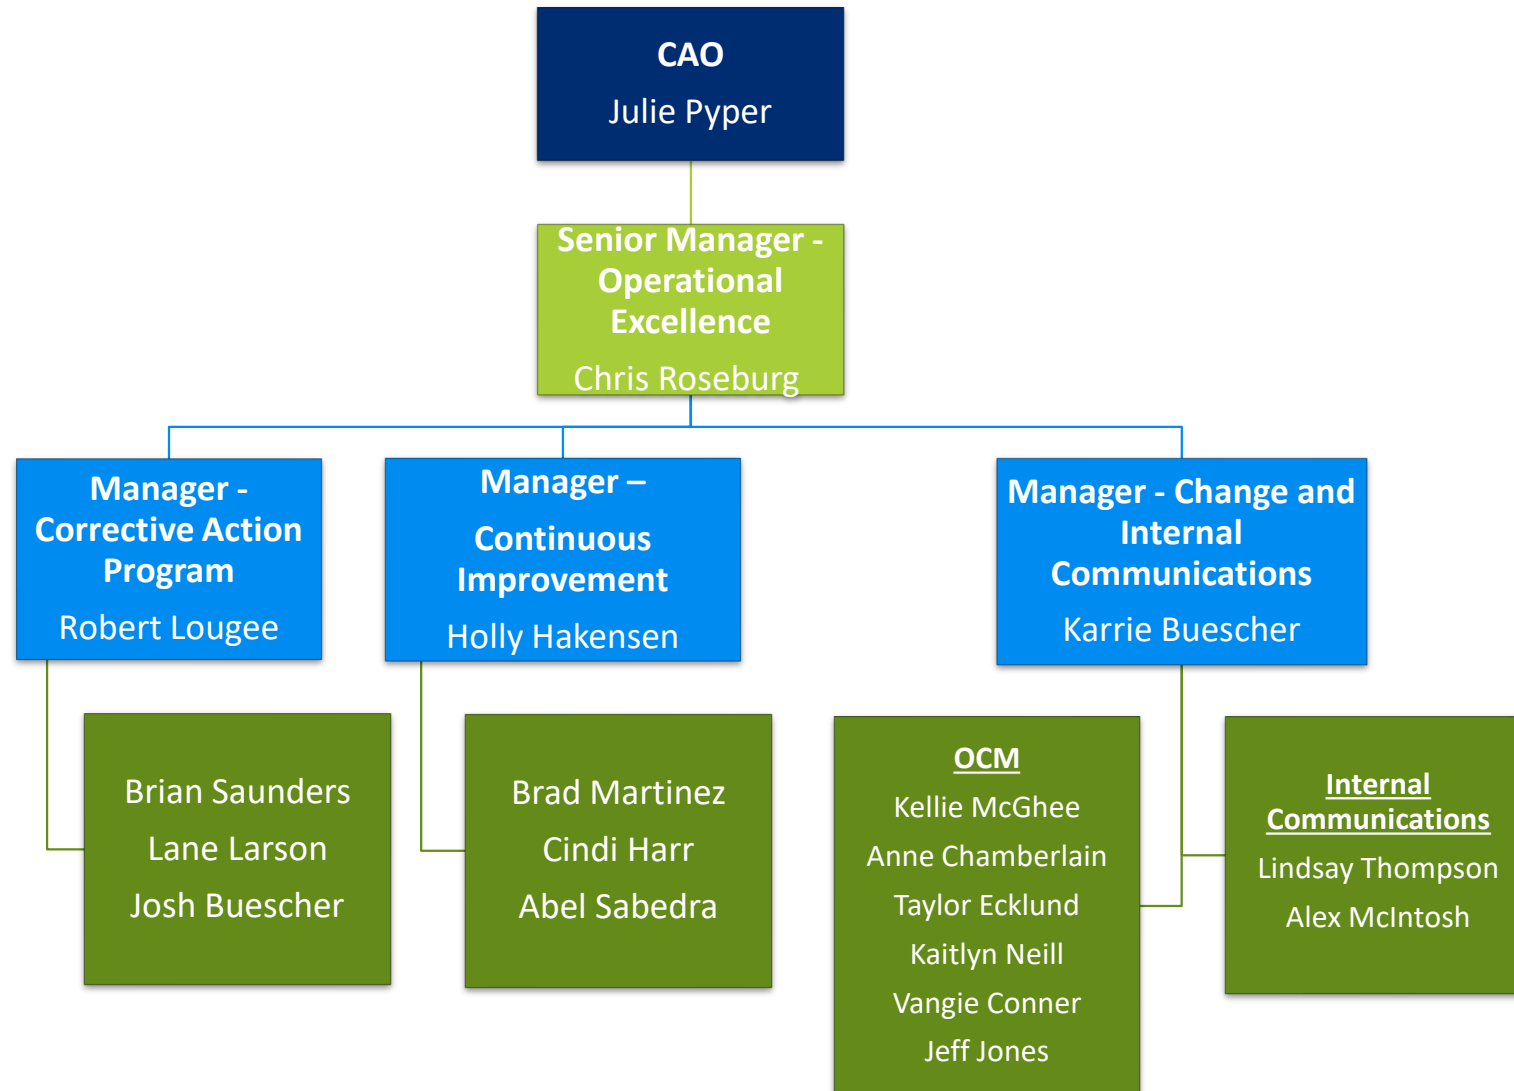 CAO
Julie Pyper
Senior Manager -
Operational
Excellence
Chris Roseburg
Manager -
Corrective Action
Program
Robert Lougee
Manager –
Continuous
Improvement
Holly Hakensen
Manager - Change and
Internal
Communications
Karrie Buescher
Brian Saunders
Lane Larson
Josh Buescher
Brad Martinez
Cindi Harr
Abel Sabedra
OCM
Kellie McGhee
Anne Chamberlain
Taylor Ecklund
Kaitlyn Neill
Vangie Conner
Jeff Jones
Internal
Communications
Lindsay Thompson
Alex McIntosh